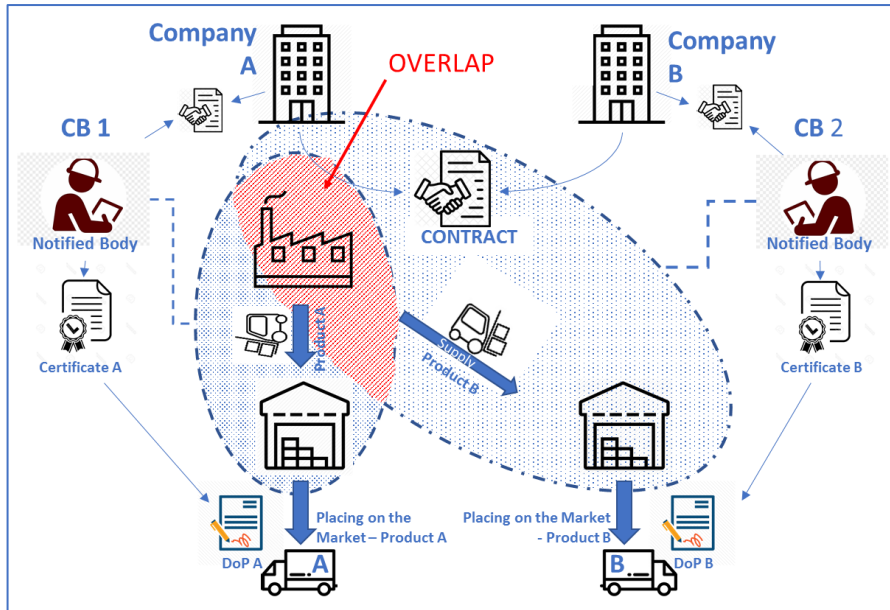 Company
A
OVERLAP
Company
B
CB 1
CB 2
Notified Body
CONTRACT
Notified Body
Product A
Supply
Product B
Certificate A
Certificate B
Placing on the
Market – Product A
Placing on the Market
- Product B
DoP A
A
B
DoP B